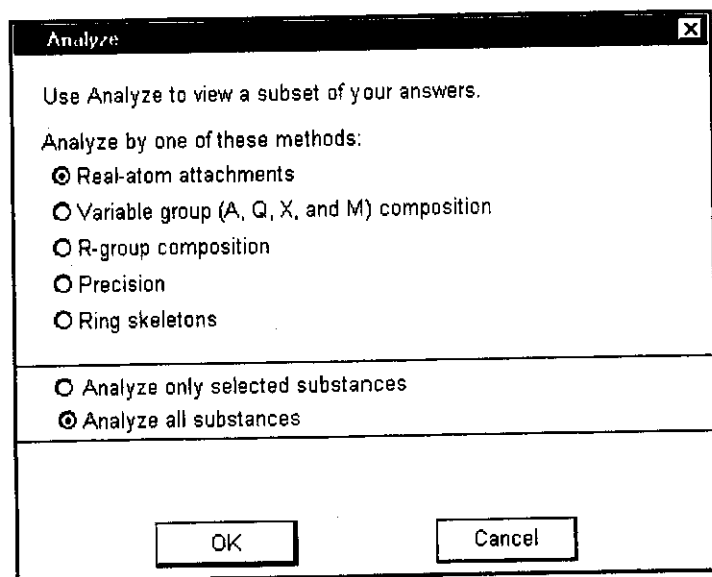 Analyze
Use Analyze to view a subset of your answers.
Analyze by one of these methods:
Real-atom attachments
Variable group (A, Q, X, and M) composition
R-group composition
Precision
Ring skeletons
Analyze only selected substances
Analyze all substances
OK Cancel